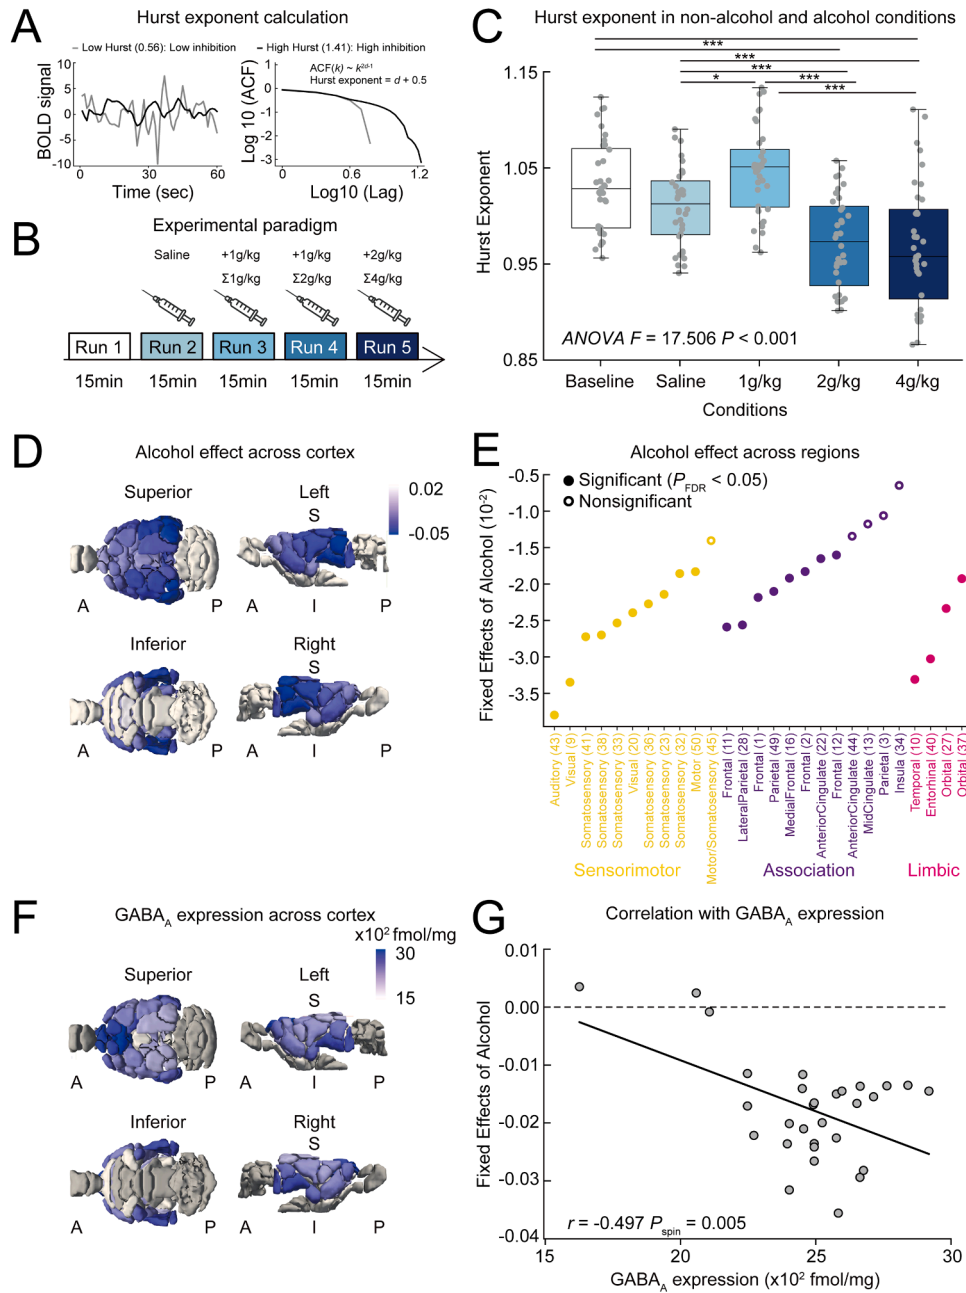 A
Hurst exponent calculation
Low Hurst (0.56): Low inhibition
High Hurst (1.41): High inhibition
BOLD signal
10
5
0
-5
-10
0
30
60
Time (sec)
Log 10 (ACF)
ACF(k) ~ k^2d-1
Hurst exponent = d + 0.5
1
0
-1
-2
-3
0
0.6
1.2
Log10 (Lag)
B
Experimental paradigm
Saline
+1g/kg
+1g/kg
+2g/kg
Σ1g/kg
Σ2g/kg
Σ4g/kg
Run 1
Run 2
Run 3
Run 4
Run 5
15min
15min
15min
15min
15min
C
Hurst exponent in non-alcohol and alcohol conditions
***
***
***
*
***
***
Hurst Exponent
1.15
1.05
0.95
0.85
ANOVA F = 17.506 P < 0.001
Baseline
Saline
1g/kg
2g/kg
4g/kg
Conditions
D
Alcohol effect across cortex
Superior
Left
S
0.02
-0.05
A
P
A
I
P
Inferior
Right
S
A
P
A
I
P
E
Alcohol effect across regions
Significant (P_FDR < 0.05)
Nonsignificant
Fixed Effects of Alcohol (10^-2)
-0.5
-1.0
-1.5
-2.0
-2.5
-3.0
-3.5
Auditory (43)
Visual (9)
Somatosensory (41)
Somatosensory (38)
Somatosensory (33)
Visual (20)
Somatosensory (36)
Somatosensory (23)
Somatosensory (32)
Motor (50)
Motor/Somatosensory (45)
Frontal (11)
LateralParietal (28)
Frontal (1)
Parietal (49)
MedialFrontal (16)
Frontal (2)
AnteriorCingulate (22)
Frontal (12)
AnteriorCingulate (44)
MidCingulate (13)
Parietal (3)
Insula (34)
Temporal (10)
Entorhinal (40)
Orbital (27)
Orbital (37)
Sensorimotor
Association
Limbic
F
GABA_A expression across cortex
x10^2 fmol/mg
30
15
Superior
Left
S
A
P
A
I
P
Inferior
Right
S
A
P
A
I
P
G
Correlation with GABA_A expression
Fixed Effects of Alcohol
0.01
0.00
-0.01
-0.02
-0.03
-0.04
r = -0.497 P_spin = 0.005
15
20
25
30
GABA_A expression (x10^2 fmol/mg)